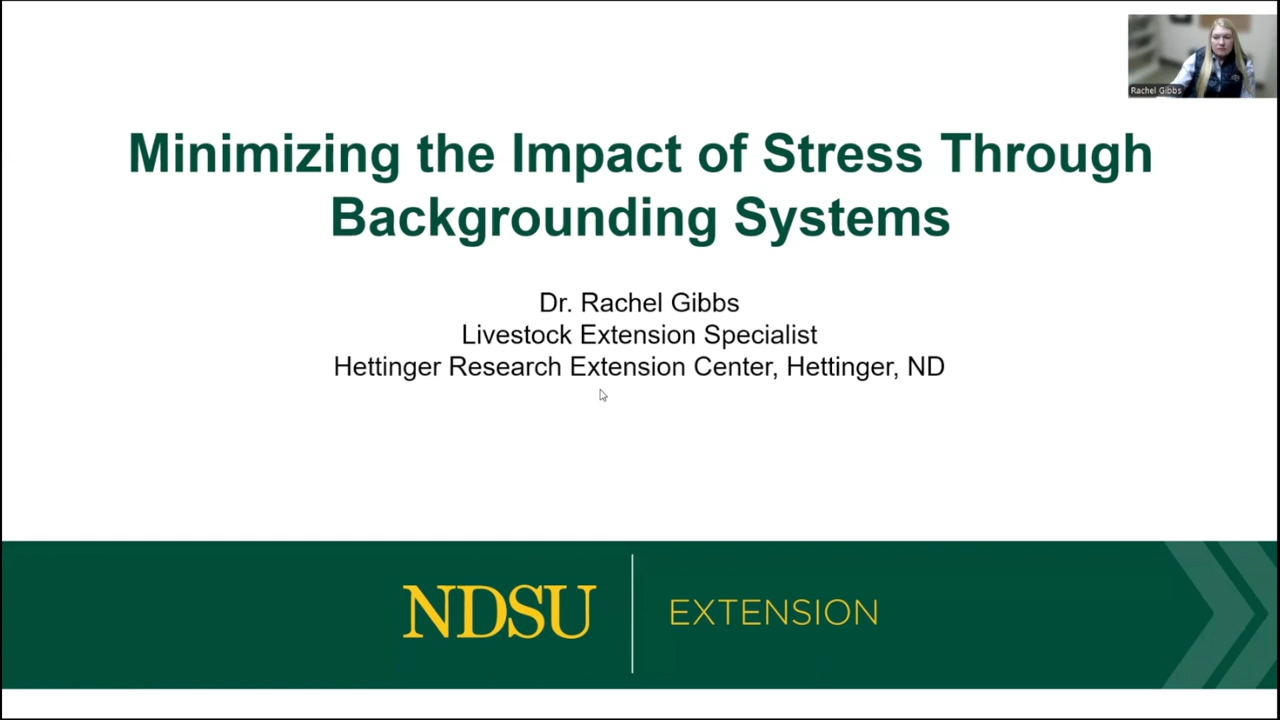 Rachel Gibbs
Minimizing the Impact of Stress Through
Backgrounding Systems
Dr. Rachel Gibbs
Livestock Extension Specialist
Hettinger Research Extension Center, Hettinger, ND
NDSU
EXTENSION